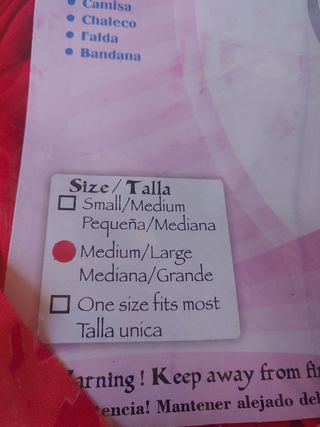 Camisa
Chaleco
Falda
Bandana
Size / Talla
Small/Medium
Pequeña/Mediana
Medium/Large
Mediana/Grande
One size fits most
Talla unica
Warning! Keep away from
Mantener alejado del